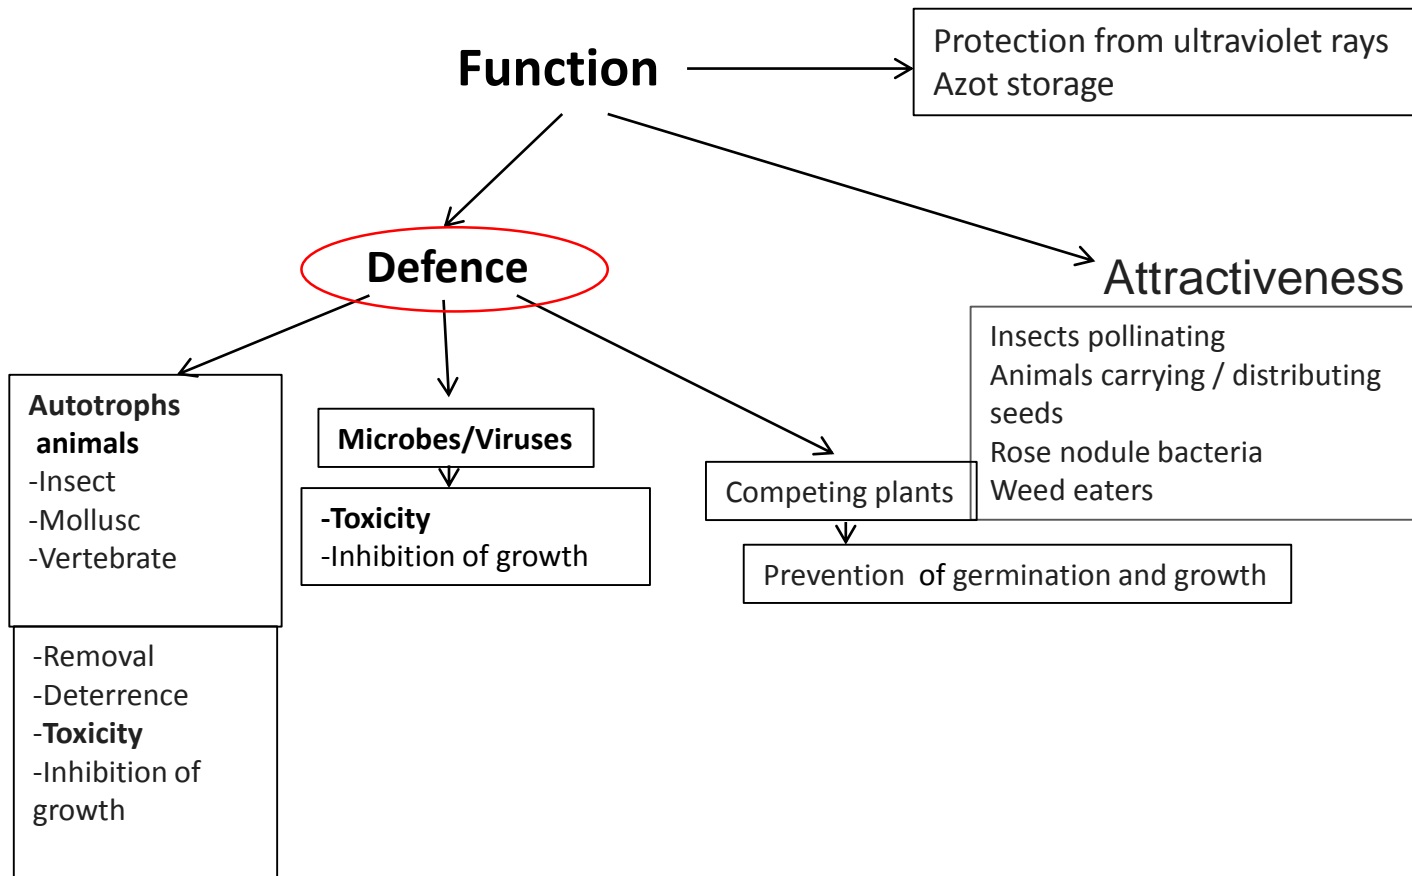 Function
Protection from ultraviolet rays
Azot storage
Defence
Attractiveness
Autotrophs
animals
-Insect
-Mollusc
-Vertebrate
-Removal
-Deterrence
-Toxicity
-Inhibition of
growth
Microbes/Viruses
-Toxicity
-Inhibition of growth
Competing plants
Prevention of germination and growth
Insects pollinating
Animals carrying / distributing
seeds
Rose nodule bacteria
Weed eaters